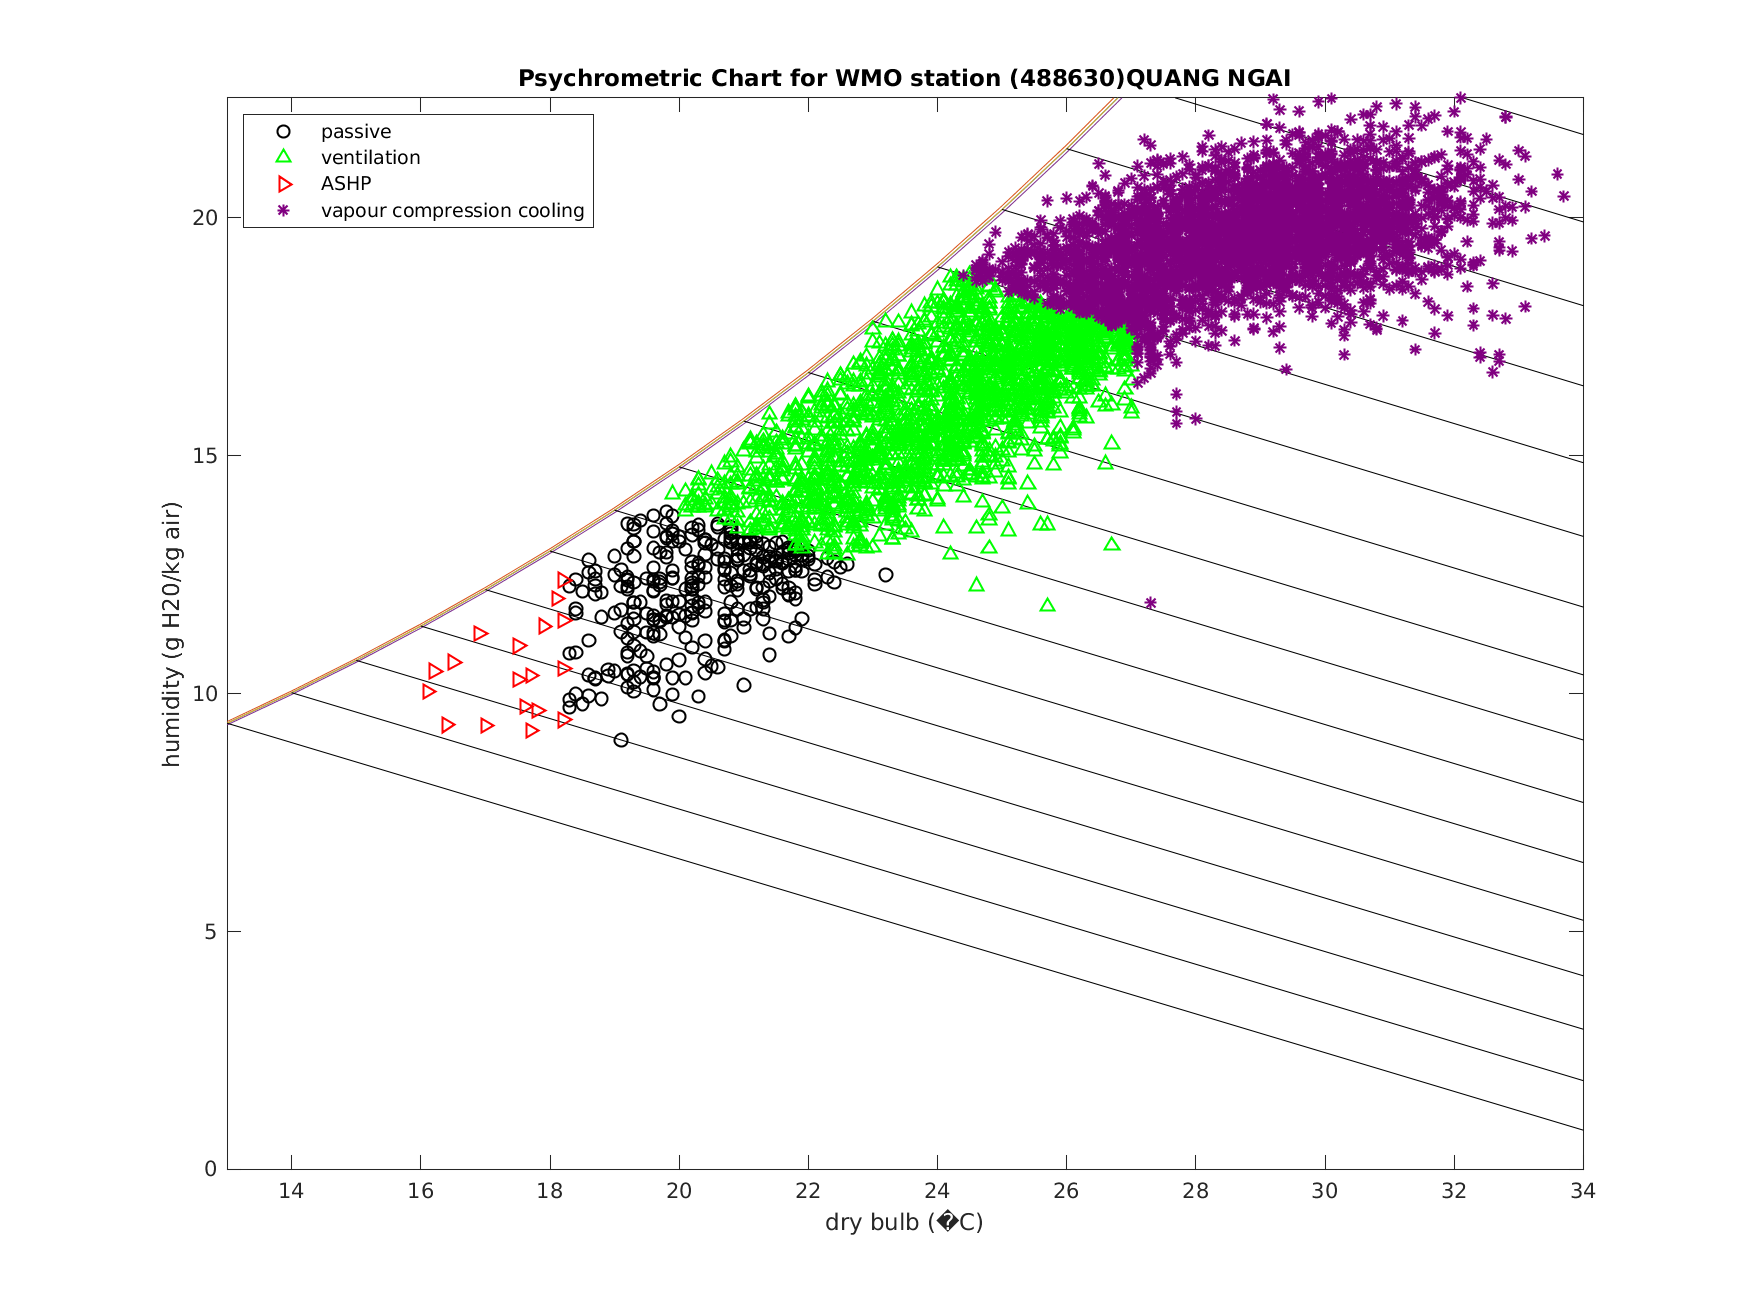 Psychrometric Chart for WMO station (488630)QUANG NGAI
passive
ventilation
ASHP
vapour compression cooling
20
15
10
5
0
humidity (g H20/kg air)
14 16 18 20 22 24 26 28 30 32 34
dry bulb (�C)